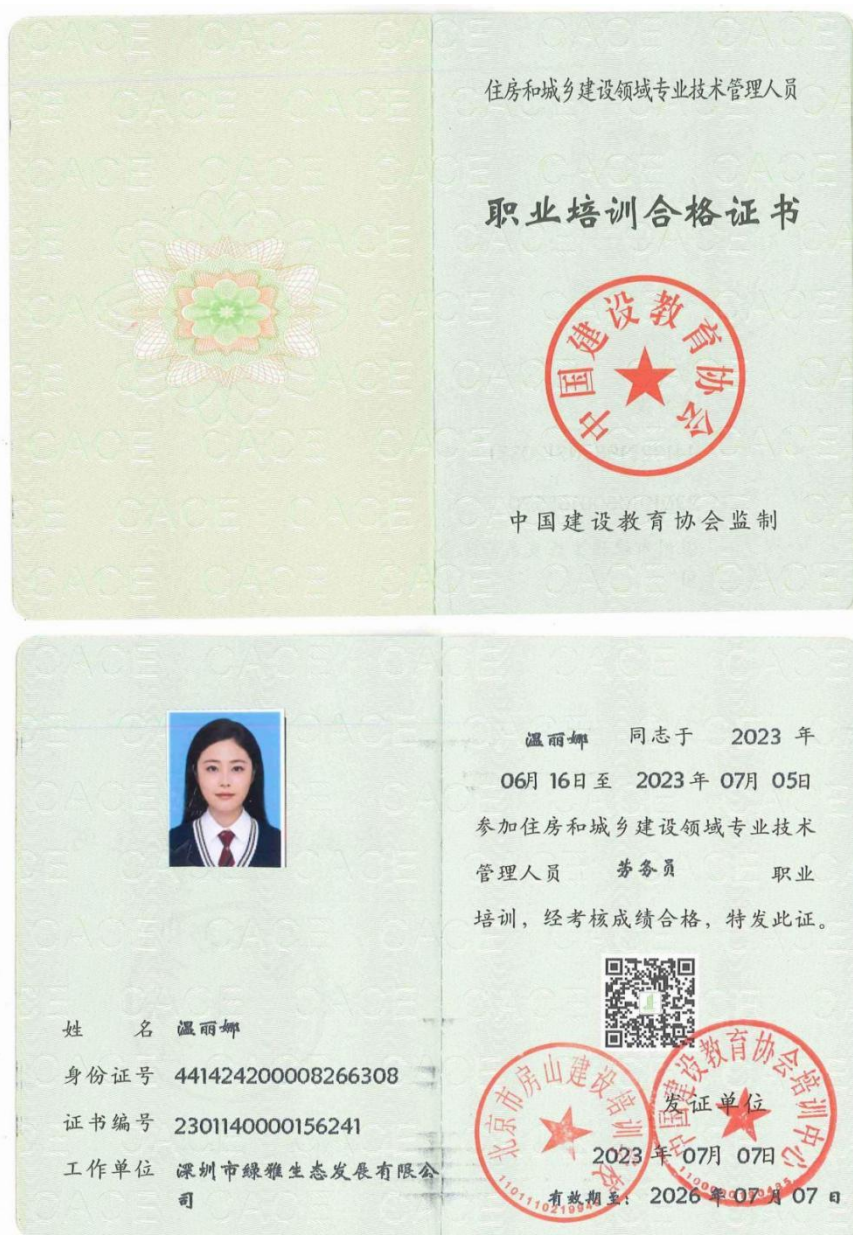 住房和城乡建设领域专业技术管理人员
职业培训合格证书
中国建设教育协会
中国建设教育协会监制
温丽娜 同志于 2023 年
06月 16日至 2023 年 07月 05日
参加住房和城乡建设领域专业技术
管理人员 劳务员 职业
培训，经考核成绩合格，特发此证。
姓 名 温丽娜
身份证号 441424200008266308
证书编号 2301140000156241
工作单位 深圳市綠雅生态发展有限公
司
北京市房山建设培训学校
中国建设教育协会培训中心
发证单位
2023 年 07月 07日
有效期至: 2026 年 07 月 07 日
CACE